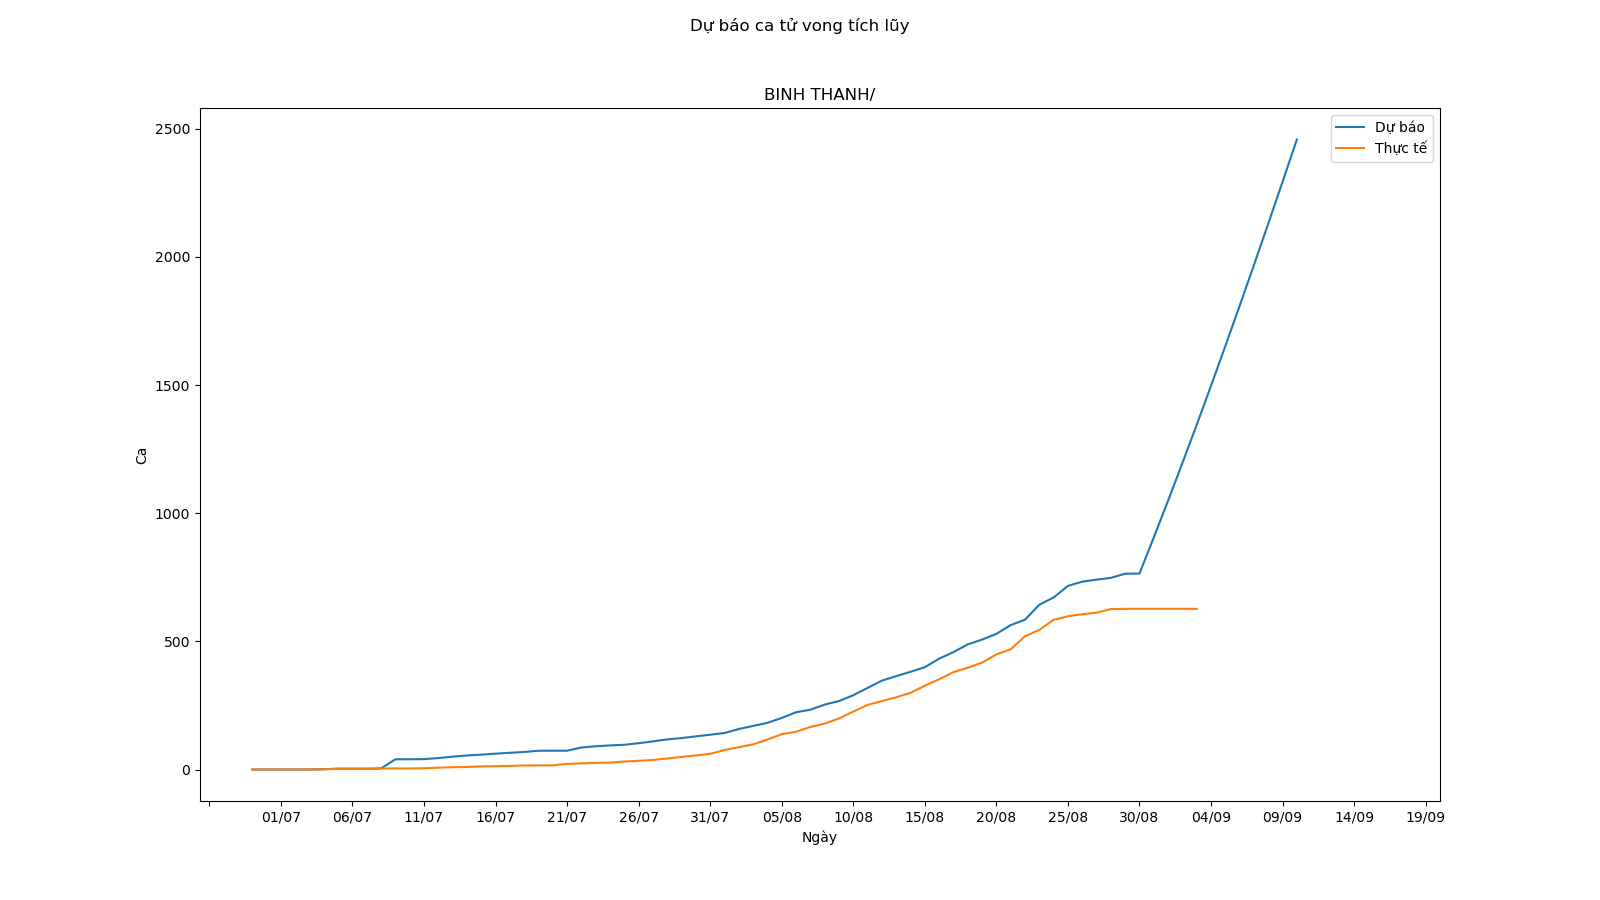 Dự báo ca tử vong tích lũy
BINH THANH/
Dự báo
Thực tế
2500
2000
1500
1000
500
0
Ca
01/07 06/07 11/07 16/07 21/07 26/07 31/07 05/08 10/08 15/08 20/08 25/08 30/08 04/09 09/09 14/09 19/09
Ngày